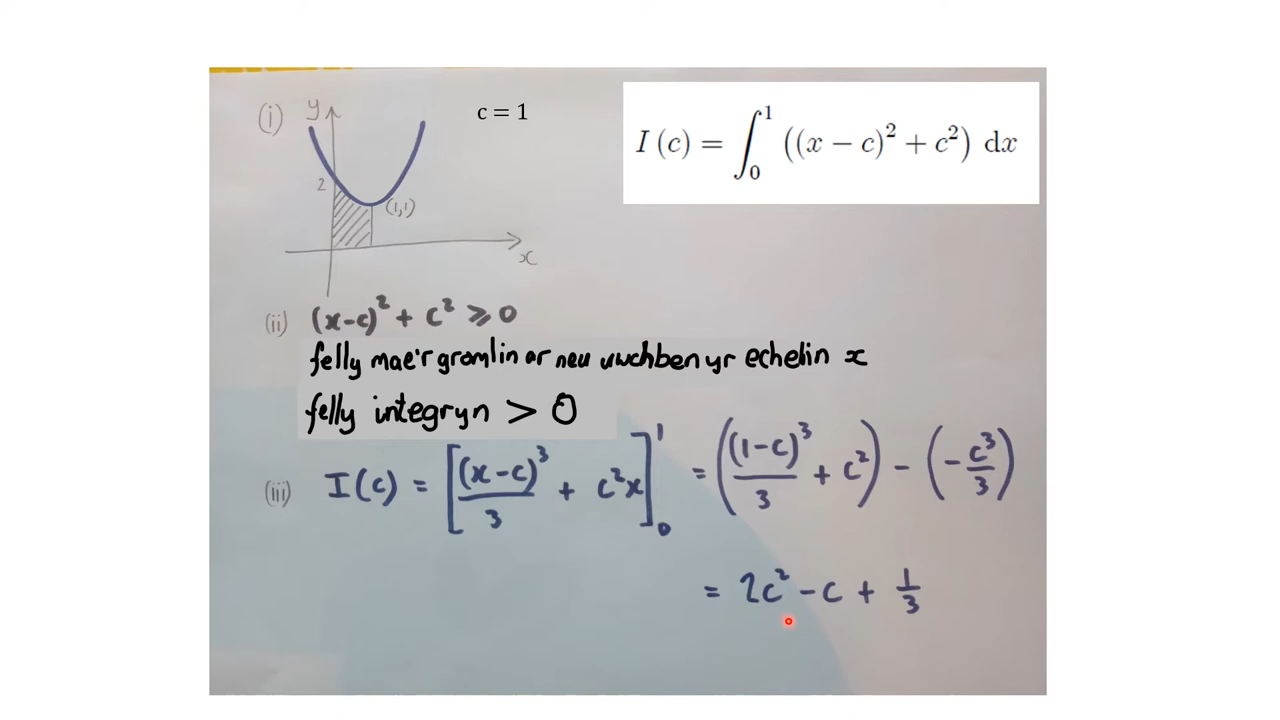 (i) y c = 1
I (c) = ∫₀¹ ((x − c)² + c²) dx
2
(1,1)
x
(ii) (x-c)² + c² ⩾ 0
felly mae'r gromlin ar neu uwchben yr echelin x
felly integryn > 0
(iii) I(c) = [(x-c)³/3 + c²x]₀¹ = ((1-c)³/3 + c²) - (-c³/3)
= 2c² - c + 1/3